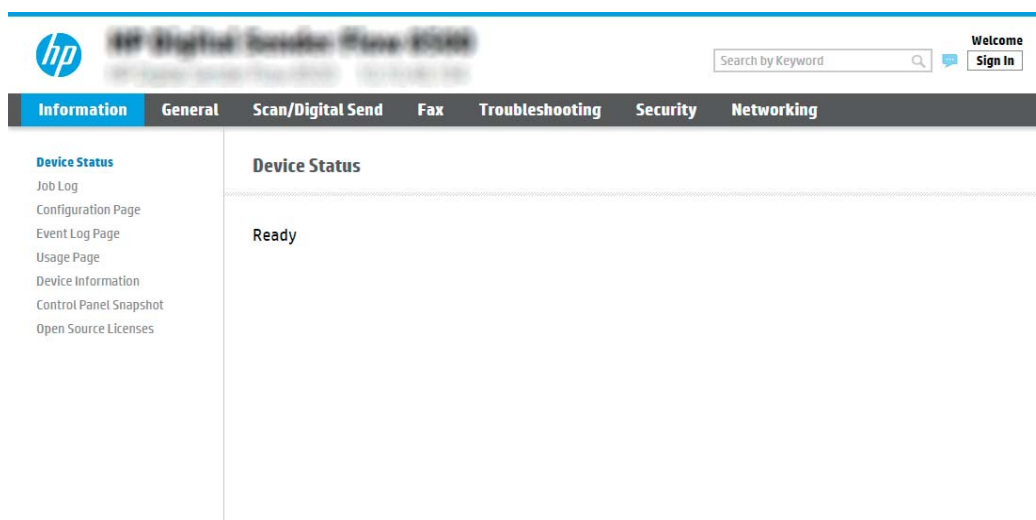 hp
Welcome
Search by Keyword
Sign In
Information General Scan/Digital Send Fax Troubleshooting Security Networking
Device Status
Job Log
Configuration Page
Event Log Page
Usage Page
Device Information
Control Panel Snapshot
Open Source Licenses
Device Status
Ready